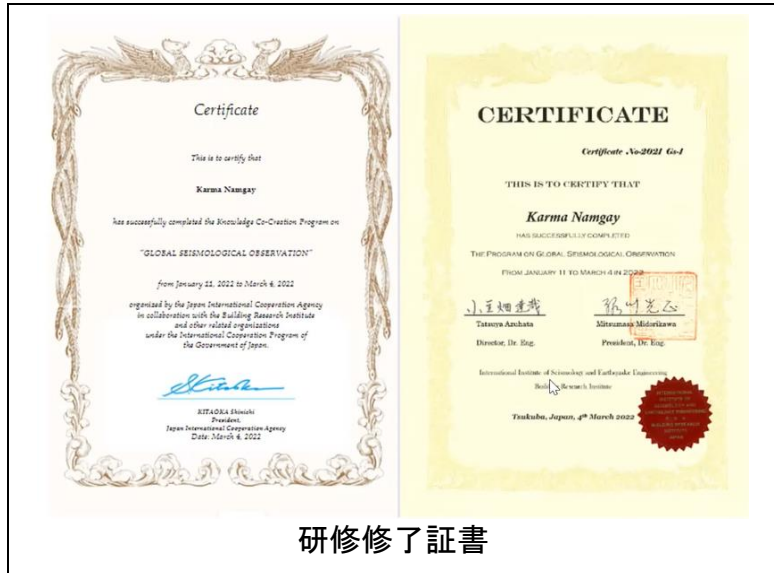 Certificate
This is to certify that
Karma Namgay
has successfully completed the Knowledge Co-Creation Program on
"GLOBAL SEISMOLOGICAL OBSERVATION"
from January 11, 2022 to March 4, 2022
organized by the Japan International Cooperation Agency
in collaboration with the Building Research Institute
and other related organizations
under the International Cooperation Program of
the Government of Japan.
KITAOKA Shinichi
President,
Japan International Cooperation Agency
Date: March 4, 2022
CERTIFICATE
Certificate No-2021 Gs-1
THIS IS TO CERTIFY THAT
Karma Namgay
HAS SUCCESSFULLY COMPLETED
THE PROGRAM ON GLOBAL SEISMOLOGICAL OBSERVATION
FROM JANUARY 11 TO MARCH 4 IN 2022
Tatsuya Azuhata
Mitsumasa Midorikawa
Director, Dr. Eng.
President, Dr. Eng.
International Institute of Seismology and Earthquake Engineering
Building Research Institute
Tsukuba, Japan, 4th March 2022
研修修了証書